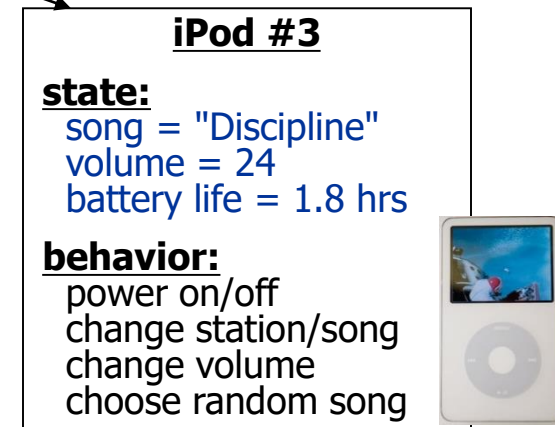 iPod #3
state:
song = "Discipline"
volume = 24
battery life = 1.8 hrs
behavior:
power on/off
change station/song
change volume
choose random song